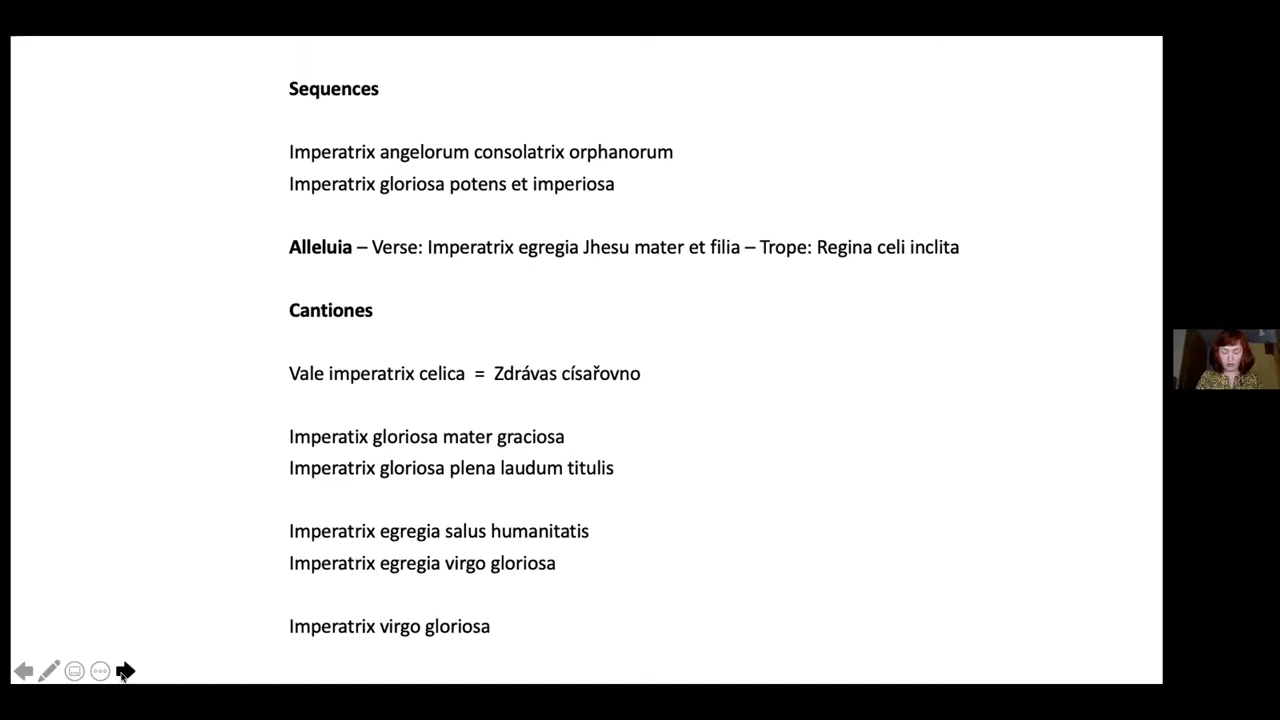 Sequences
Imperatrix angelorum consolatrix orphanorum
Imperatrix gloriosa potens et imperiosa
Alleluia – Verse: Imperatrix egregia Jhesu mater et filia – Trope: Regina celi inclita
Cantiones
Vale imperatrix celica = Zdrávas císařovno
Imperatix gloriosa mater graciosa
Imperatrix gloriosa plena laudum titulis
Imperatrix egregia salus humanitatis
Imperatrix egregia virgo gloriosa
Imperatrix virgo gloriosa